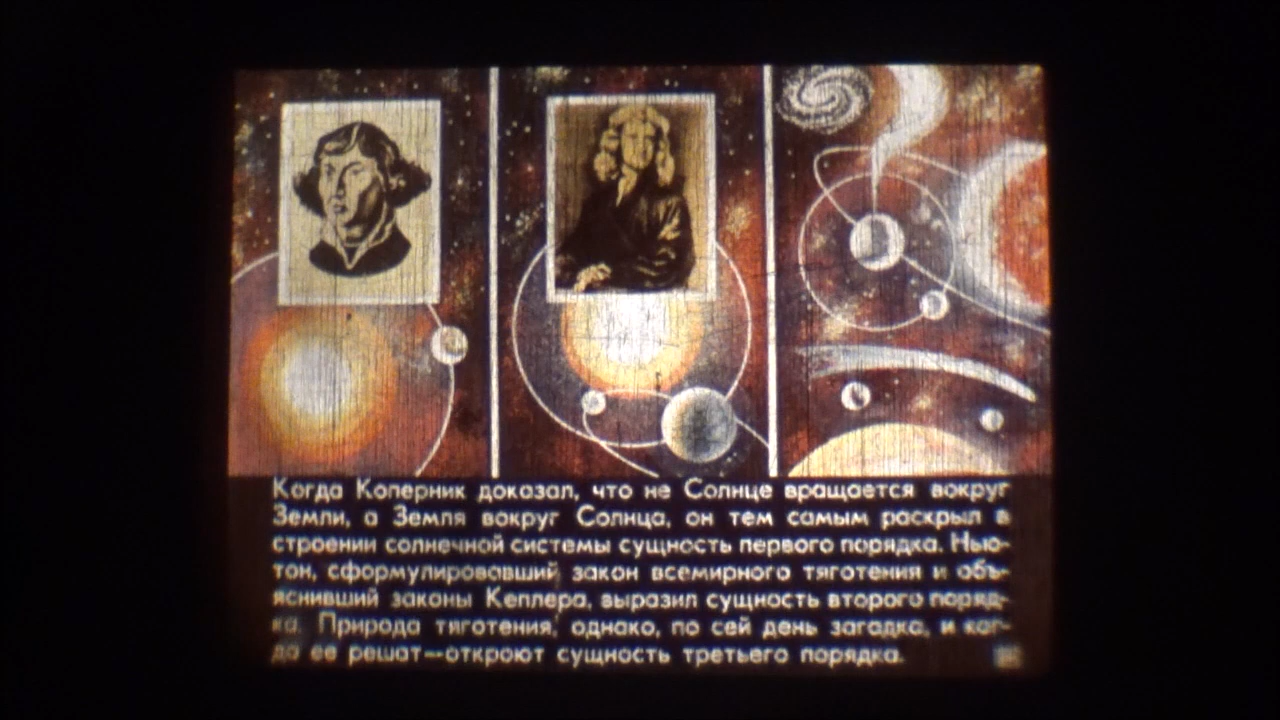 Когда Коперник доказал, что не Солнце вращается вокруг
Земли, а Земля вокруг Солнца, он тем самым раскрыл в
строении солнечной системы сущность первого порядка. Нью-
тон, сформулировавший закон всемирного тяготения и объ-
яснивший законы Кеплера, выразил сущность второго поряд-
ка. Природа тяготения, однако, по сей день загадка, и ког-
да ее решат—откроют сущность третьего порядка.